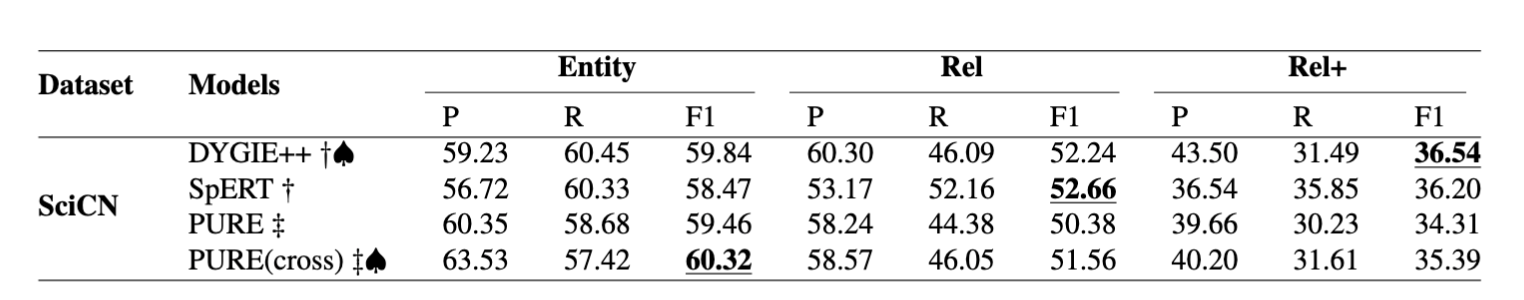 Dataset Models Entity Rel Rel+
P R F1 P R F1 P R F1
SciCN
DYGIE++ †♠ 59.23 60.45 59.84 60.30 46.09 52.24 43.50 31.49 36.54
SpERT † 56.72 60.33 58.47 53.17 52.16 52.66 36.54 35.85 36.20
PURE ‡ 60.35 58.68 59.46 58.24 44.38 50.38 39.66 30.23 34.31
PURE(cross) ‡♠ 63.53 57.42 60.32 58.57 46.05 51.56 40.20 31.61 35.39